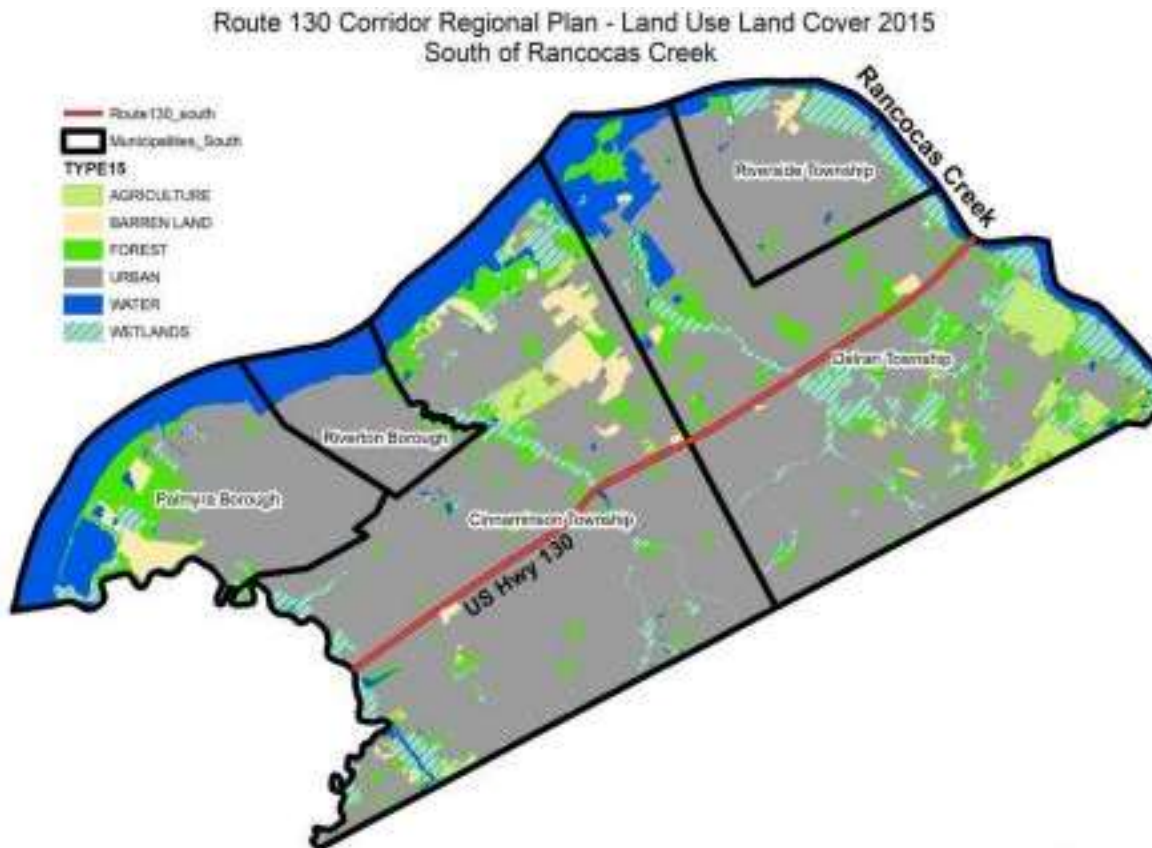 Route 130 Corridor Regional Plan - Land Use Land Cover 2015
South of Rancocas Creek
Route130_south
Municipalities_South
TYPE15
AGRICULTURE
BARREN LAND
FOREST
URBAN
WATER
WETLANDS
Rancocas Creek
Riverside Township
Delran Township
Riverton Borough
Palmyra Borough
Cinnaminson Township
US Hwy 130